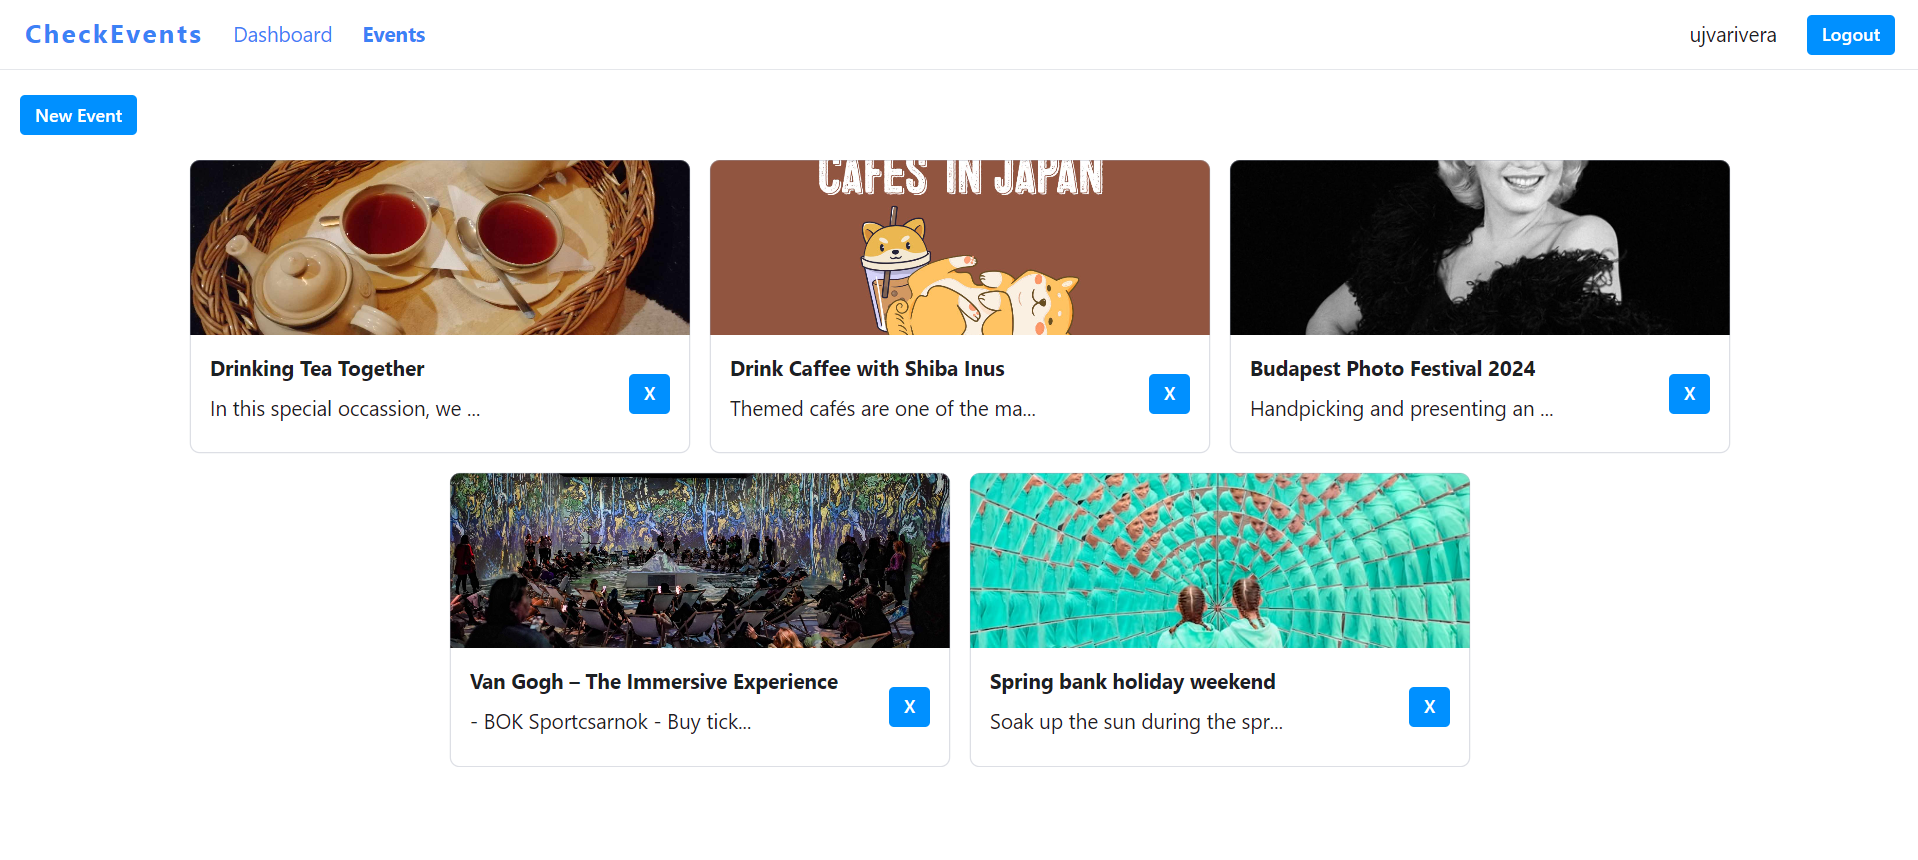 CheckEvents Dashboard Events ujvarivera Logout
New Event
CAFES IN JAPAN
Drinking Tea Together
In this special occassion, we ...
X
Drink Caffee with Shiba Inus
Themed cafés are one of the ma...
X
Budapest Photo Festival 2024
Handpicking and presenting an ...
X
Van Gogh – The Immersive Experience
- BOK Sportcsarnok - Buy tick...
X
Spring bank holiday weekend
Soak up the sun during the spr...
X